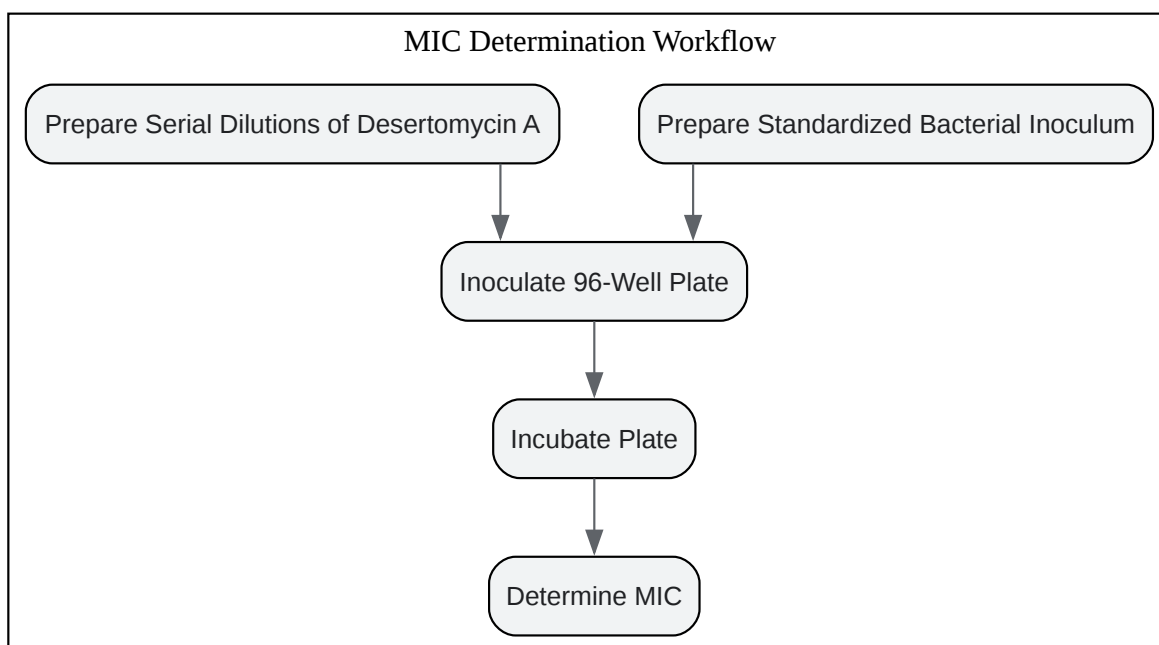 MIC Determination Workflow
Prepare Serial Dilutions of Desertomycin A
Prepare Standardized Bacterial Inoculum
Inoculate 96-Well Plate
Incubate Plate
Determine MIC